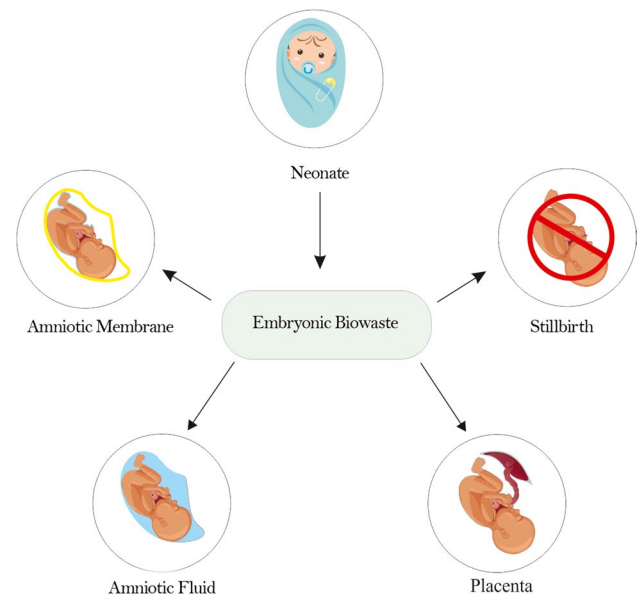 Neonate
Amniotic Membrane
Embryonic Biowaste
Stillbirth
Amniotic Fluid
Placenta